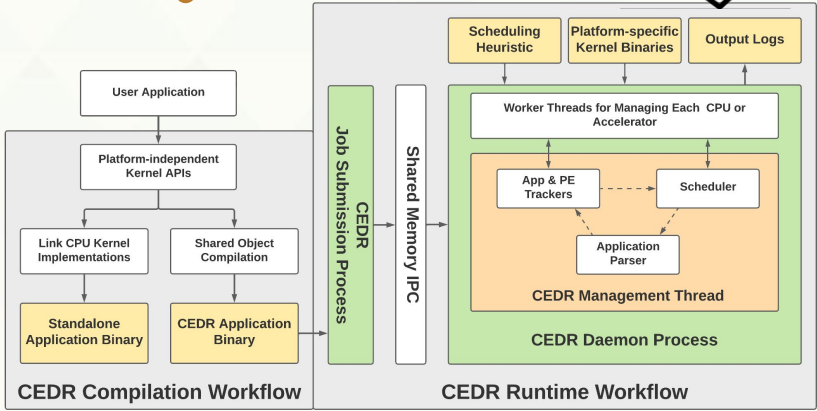 Scheduling
Heuristic
Platform-specific
Kernel Binaries
Output Logs
User Application
Platform-independent
Kernel APIs
Link CPU Kernel
Implementations
Shared Object
Compilation
Standalone
Application Binary
CEDR Application
Binary
CEDR Compilation Workflow
CEDR
Job Submission Process
Shared Memory IPC
Worker Threads for Managing Each CPU or
Accelerator
App & PE
Trackers
Scheduler
Application
Parser
CEDR Management Thread
CEDR Daemon Process
CEDR Runtime Workflow